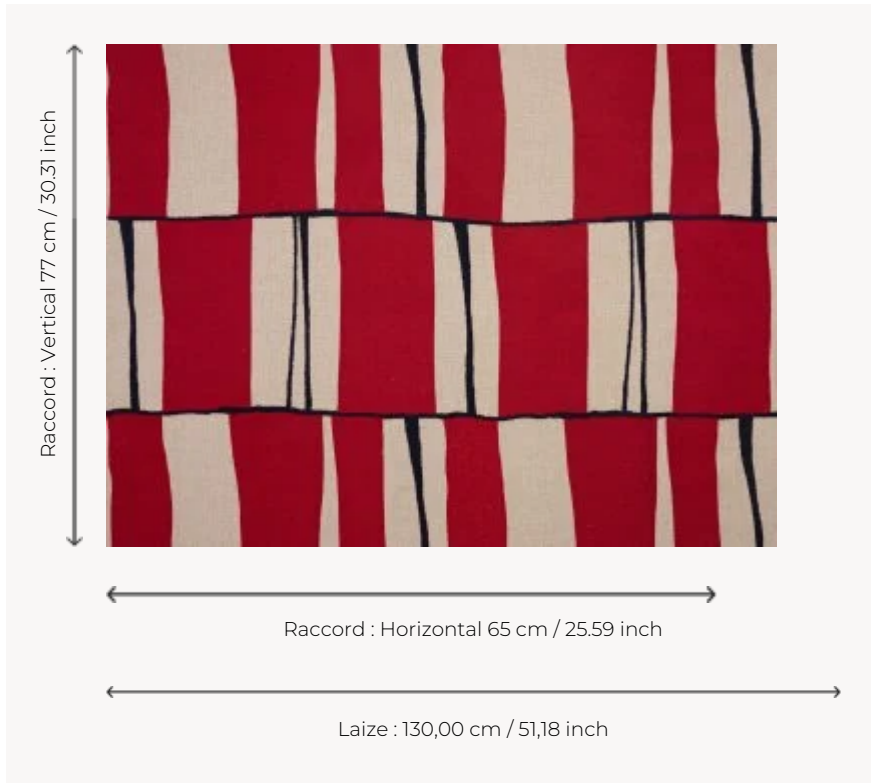 Raccord : Vertical 77 cm / 30.31 inch
Raccord : Horizontal 65 cm / 25.59 inch
Laize : 130,00 cm / 51,18 inch